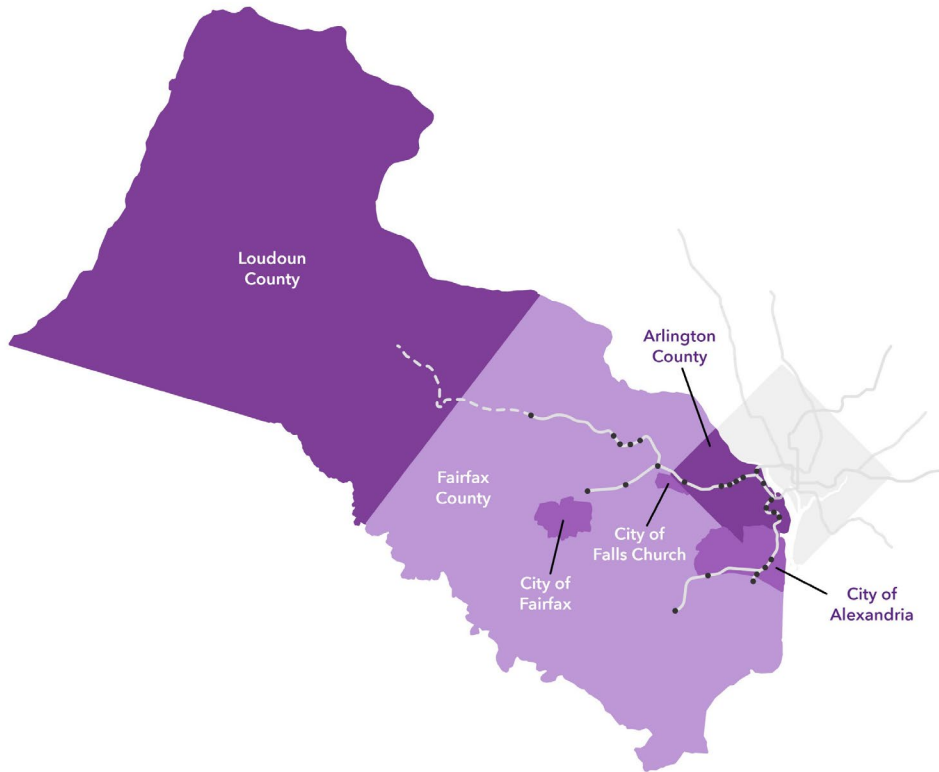 Loudoun
County
Arlington
County
Fairfax
County
City of
Falls Church
City of
Fairfax
City of
Alexandria